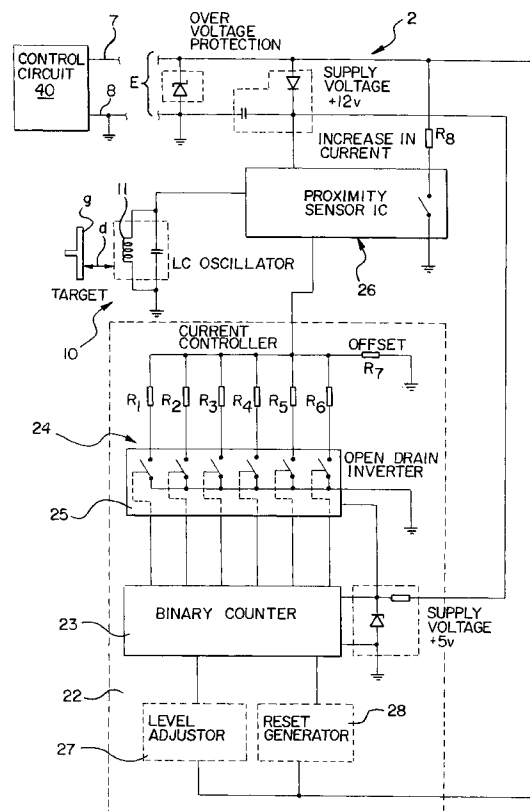 7
OVER
VOLTAGE
PROTECTION
2
CONTROL
CIRCUIT
40
E
8
SUPPLY
VOLTAGE
+12v
INCREASE IN
CURRENT
R8
PROXIMITY
SENSOR IC
26
g
11
d
LC OSCILLATOR
TARGET
10
CURRENT
CONTROLLER
OFFSET
R7
R1 R2 R3 R4 R5 R6
24
OPEN DRAIN
INVERTER
25
BINARY COUNTER
23
SUPPLY
VOLTAGE
+5v
22
LEVEL
ADJUSTOR
27
RESET
GENERATOR
28